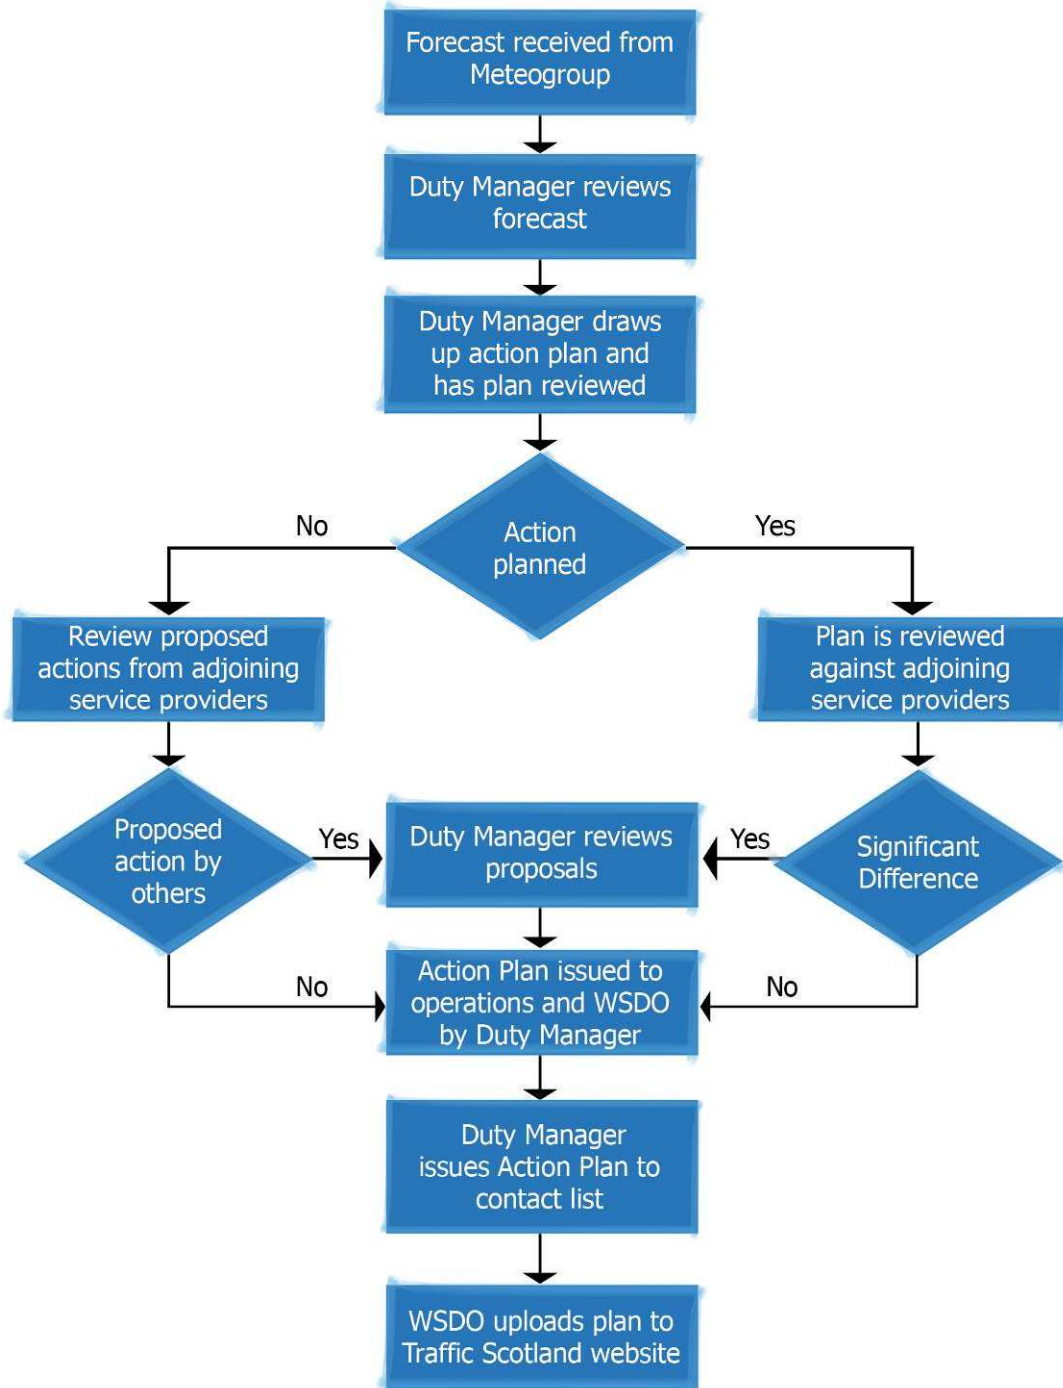 Forecast received from
Meteogroup
Duty Manager reviews
forecast
Duty Manager draws
up action plan and
has plan reviewed
Action
planned
No
Yes
Review proposed
actions from adjoining
service providers
Plan is reviewed
against adjoining
service providers
Proposed
action by
others
Yes
Duty Manager reviews
proposals
Yes
Significant
Difference
No
Action Plan issued to
operations and WSDO
by Duty Manager
No
Duty Manager
issues Action Plan to
contact list
WSDO uploads plan to
Traffic Scotland website